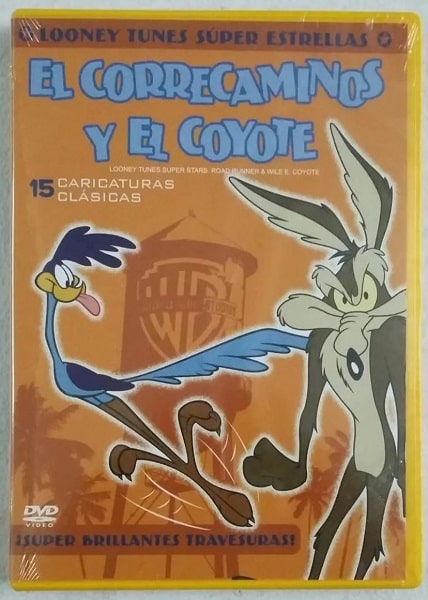 LOONEY TUNES SÚPER ESTRELLAS
EL CORRECAMINOS
Y EL COYOTE
LOONEY TUNES SUPER STARS: ROAD RUNNER & WILE E. COYOTE
15 CARICATURAS
CLÁSICAS
WB
DVD
VIDEO
¡SUPER BRILLANTES TRAVESURAS!